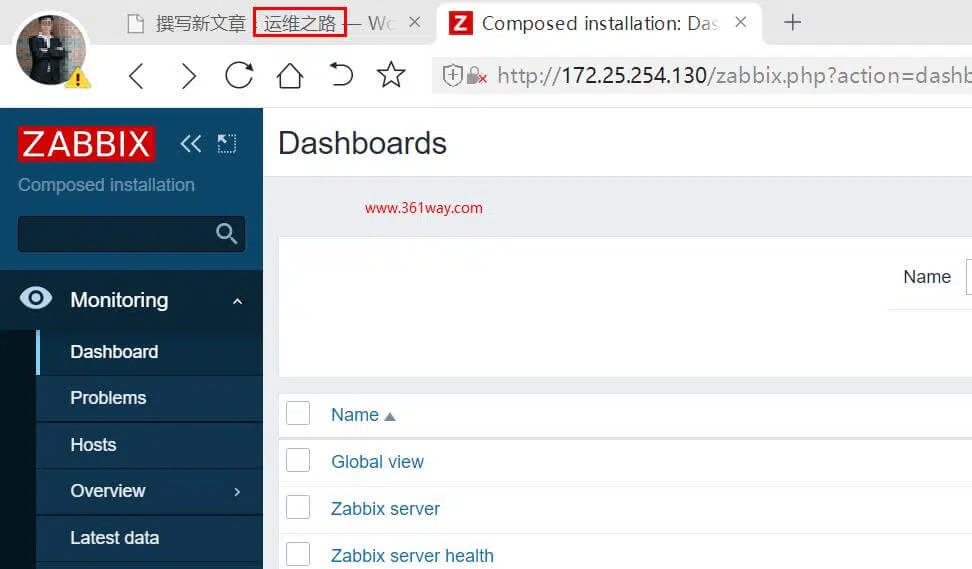 撰写新文章 运维之路 — Wo
Composed installation: Das
http://172.25.254.130/zabbix.php?action=dashb
ZABBIX
Composed installation
Dashboards
www.361way.com
Name
Monitoring
Dashboard
Problems
Hosts
Overview
Latest data
Name
Global view
Zabbix server
Zabbix server health